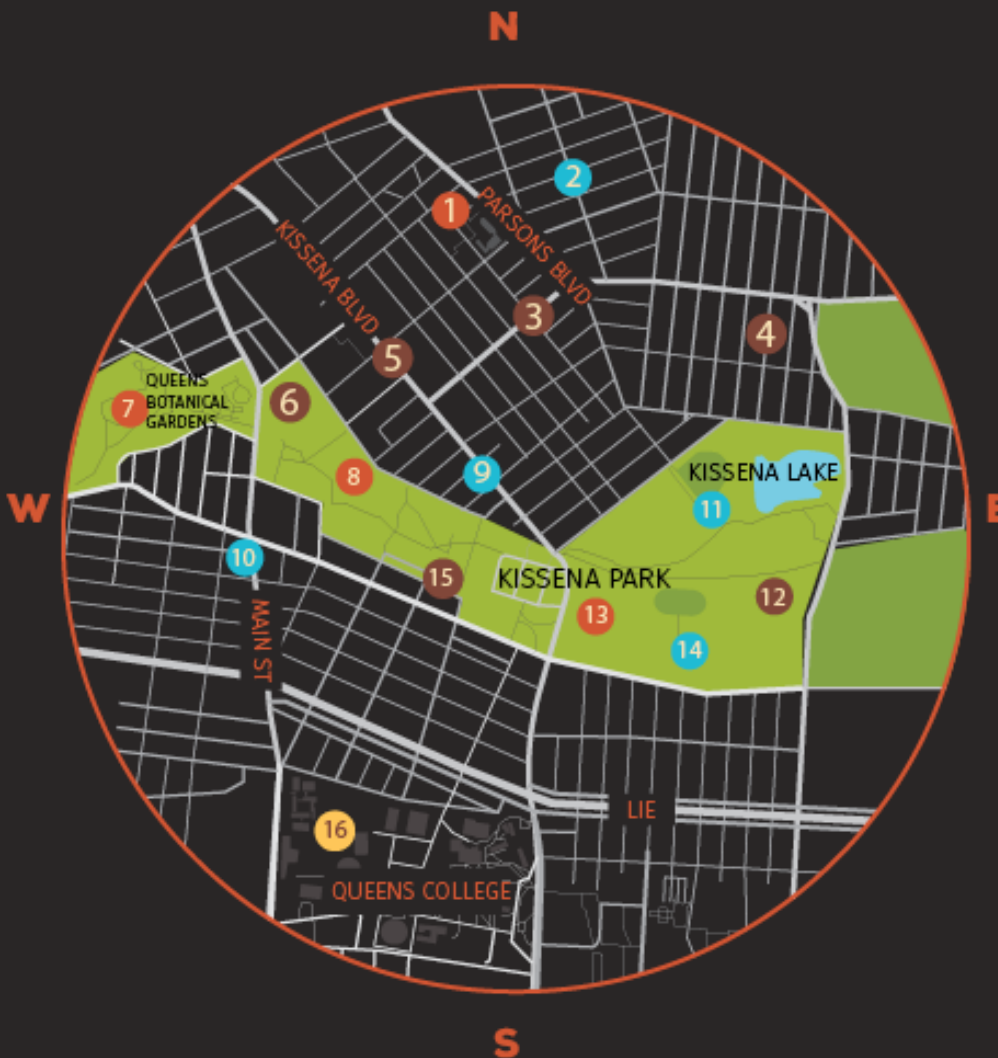 N
2
1
PARSONS BLVD
KISSENA BLVD
3
4
5
QUEENS
BOTANICAL
GARDENS
6
7
8
9
KISSENA LAKE
11
W
E
10
15
KISSENA PARK
12
13
14
MAIN ST
LIE
16
QUEENS COLLEGE
S